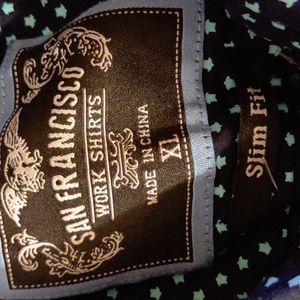 SAN FRANCISCO
WORK SHIRTS
MADE IN CHINA
XL
Slim Fit